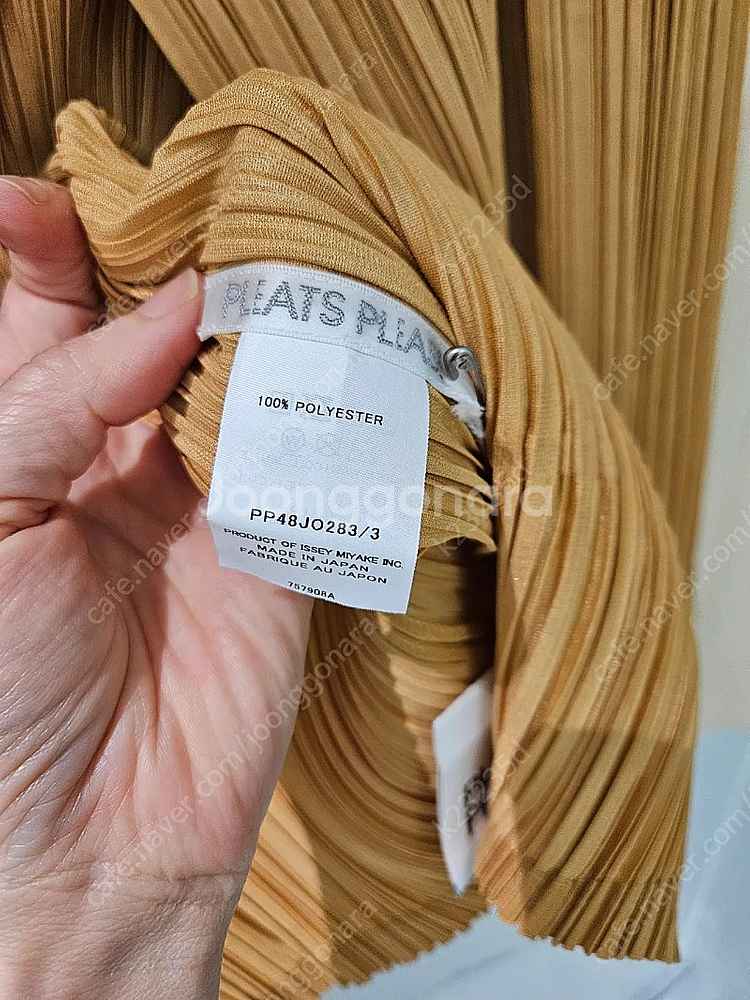 PLEATS PLEA
100% POLYESTER
Joonggonara
PP48JO283/3
PRODUCT OF ISSEY MIYAKE INC.
MADE IN JAPAN
FABRIQUE AU JAPON
757908A
cafe.naver.com/joonggonara
k23235d